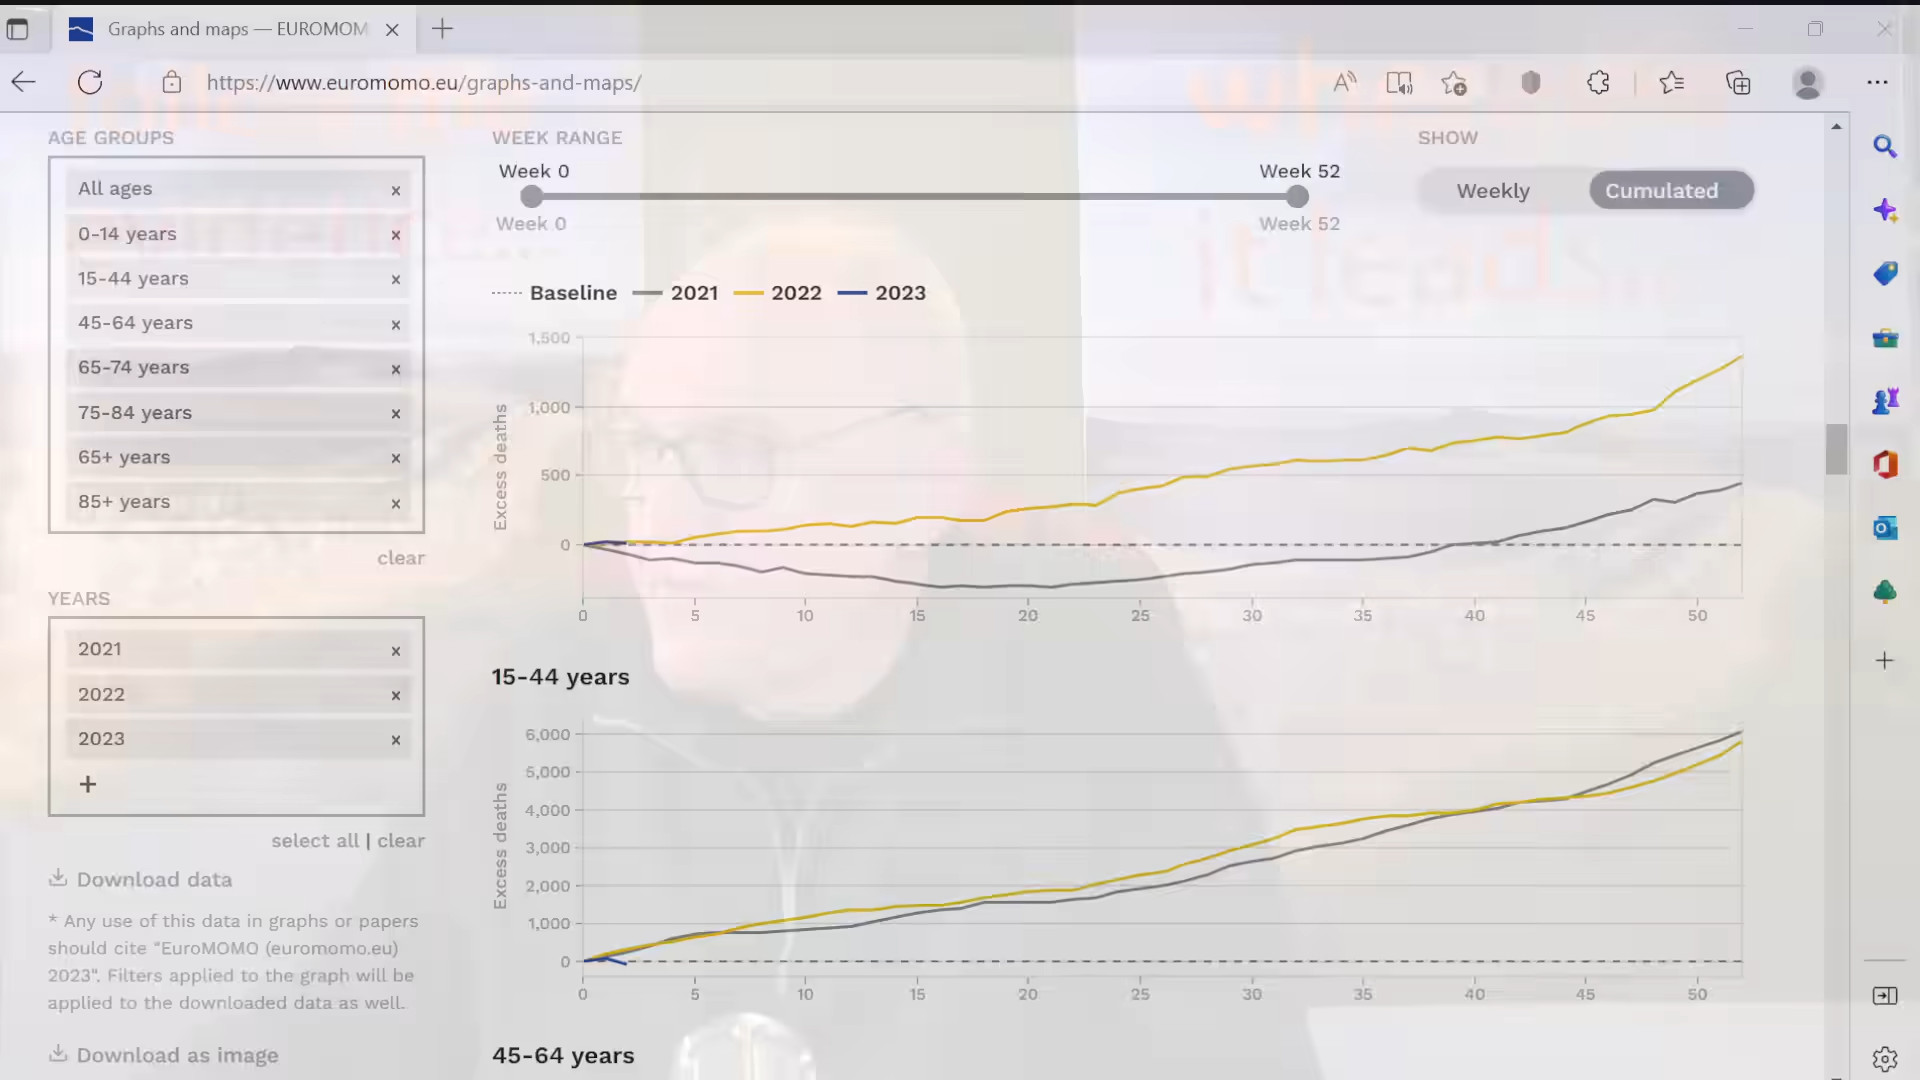 Graphs and maps — EUROMOM
https://www.euromomo.eu/graphs-and-maps/
AGE GROUPS
All ages
0-14 years
15-44 years
45-64 years
65-74 years
75-84 years
65+ years
85+ years
clear
YEARS
2021
2022
2023
select all | clear
Download data
* Any use of this data in graphs or papers
should cite "EuroMOMO (euromomo.eu)
2023". Filters applied to the graph will be
applied to the downloaded data as well.
Download as image
WEEK RANGE
Week 0 Week 52
Week 0 Week 52
SHOW
Weekly Cumulated
Baseline 2021 2022 2023
Excess deaths
1,500
1,000
500
0
0 5 10 15 20 25 30 35 40 45 50
15-44 years
Excess deaths
6,000
5,000
4,000
3,000
2,000
1,000
0
0 5 10 15 20 25 30 35 40 45 50
45-64 years
it leads...